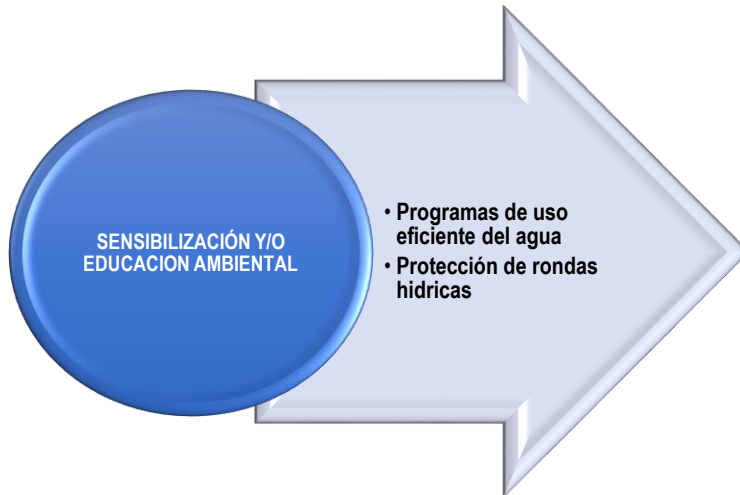 SENSIBILIZACIÓN Y/O
EDUCACION AMBIENTAL
• Programas de uso
eficiente del agua
• Protección de rondas
hidricas